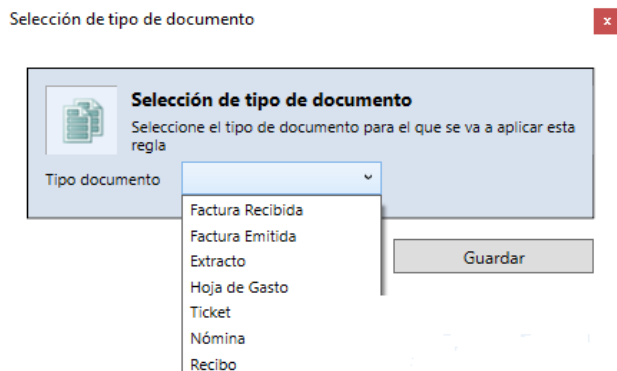 Selección de tipo de documento
x
Selección de tipo de documento
Seleccione el tipo de documento para el que se va a aplicar esta
regla
Tipo documento
Factura Recibida
Factura Emitida
Extracto
Guardar
Hoja de Gasto
Ticket
Nómina
Recibo